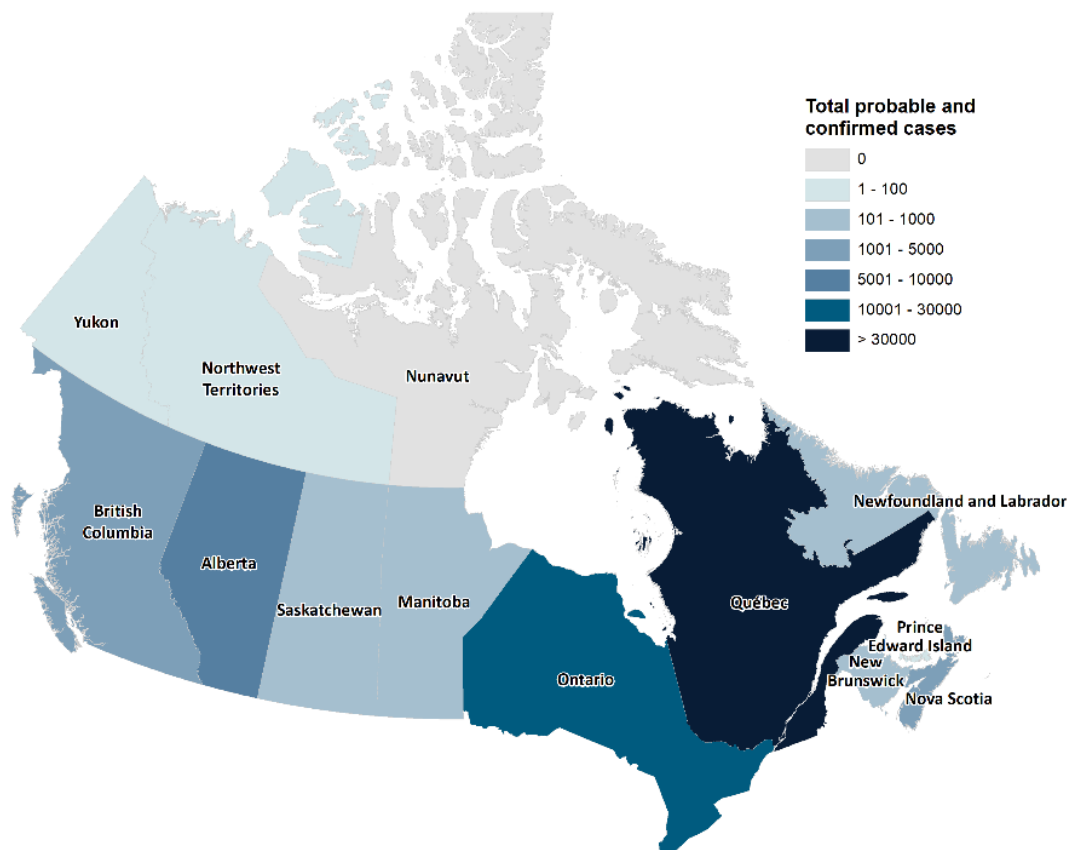 Total probable and
confirmed cases
0
1 - 100
101 - 1000
1001 - 5000
5001 - 10000
10001 - 30000
> 30000
Yukon
Northwest
Territories
Nunavut
British
Columbia
Alberta
Saskatchewan
Manitoba
Ontario
Québec
Newfoundland and Labrador
Prince
Edward Island
New
Brunswick
Nova Scotia